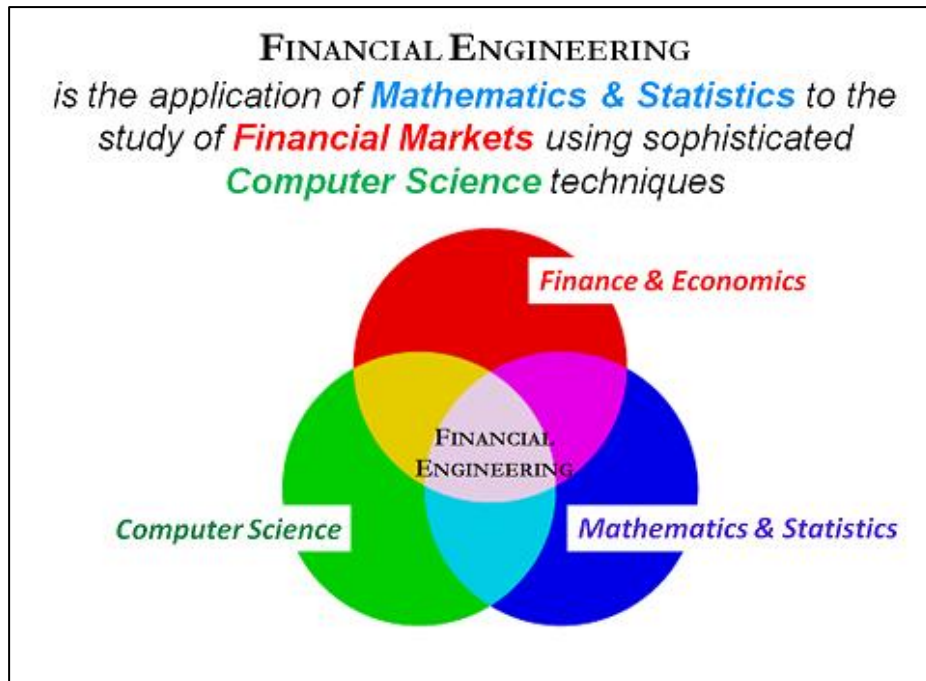 FINANCIAL ENGINEERING
is the application of Mathematics & Statistics to the
study of Financial Markets using sophisticated
Computer Science techniques
Finance & Economics
FINANCIAL
ENGINEERING
Computer Science
Mathematics & Statistics